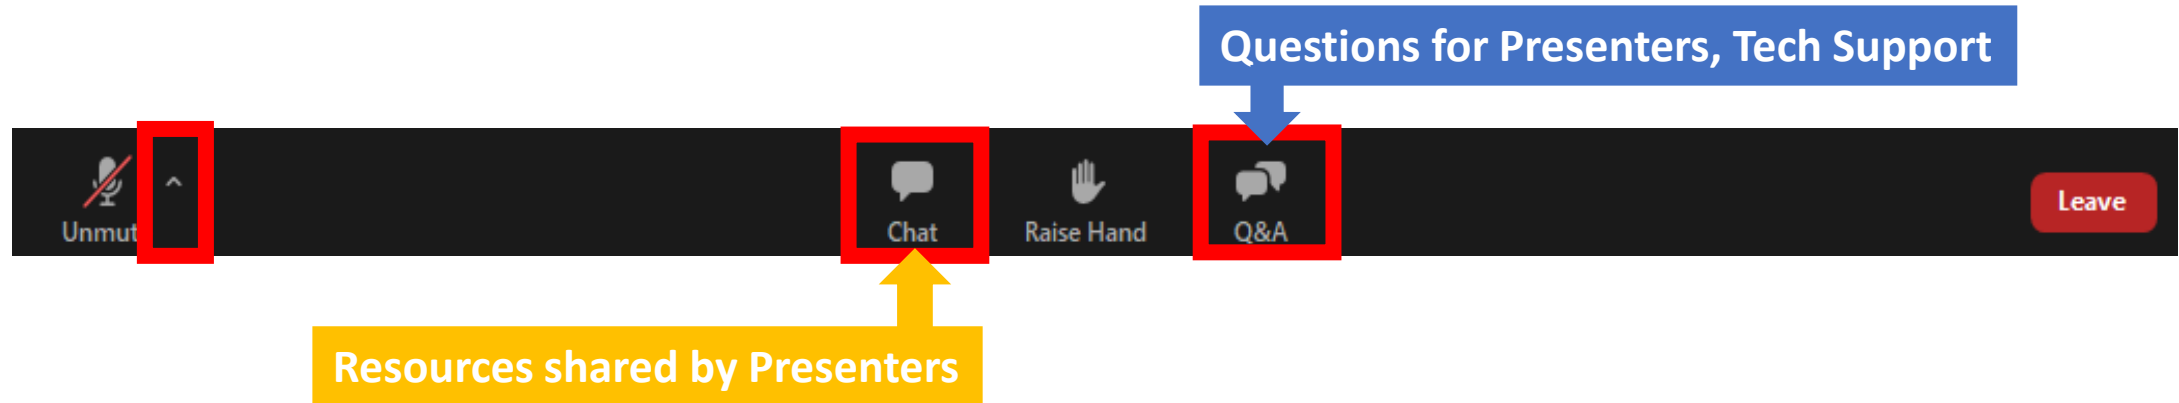 Questions for Presenters, Tech Support
Unmut
Chat
Raise Hand
Q&A
Leave
Resources shared by Presenters